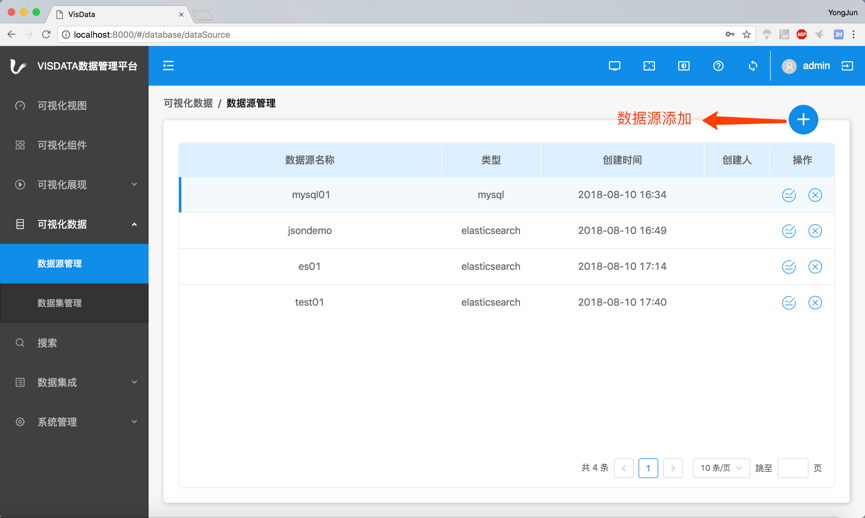 VisData
YongJun
localhost:8000/#/database/dataSource
ABP
JH
VISDATA数据管理平台
admin
可视化视图
可视化组件
可视化展现
可视化数据
数据源管理
数据集管理
搜索
数据集成
系统管理
可视化数据 / 数据源管理
数据源添加
数据源名称 类型 创建时间 创建人 操作
mysql01 mysql 2018-08-10 16:34
jsondemo elasticsearch 2018-08-10 16:49
es01 elasticsearch 2018-08-10 17:14
test01 elasticsearch 2018-08-10 17:40
共 4 条 1 10 条/页 跳至 页